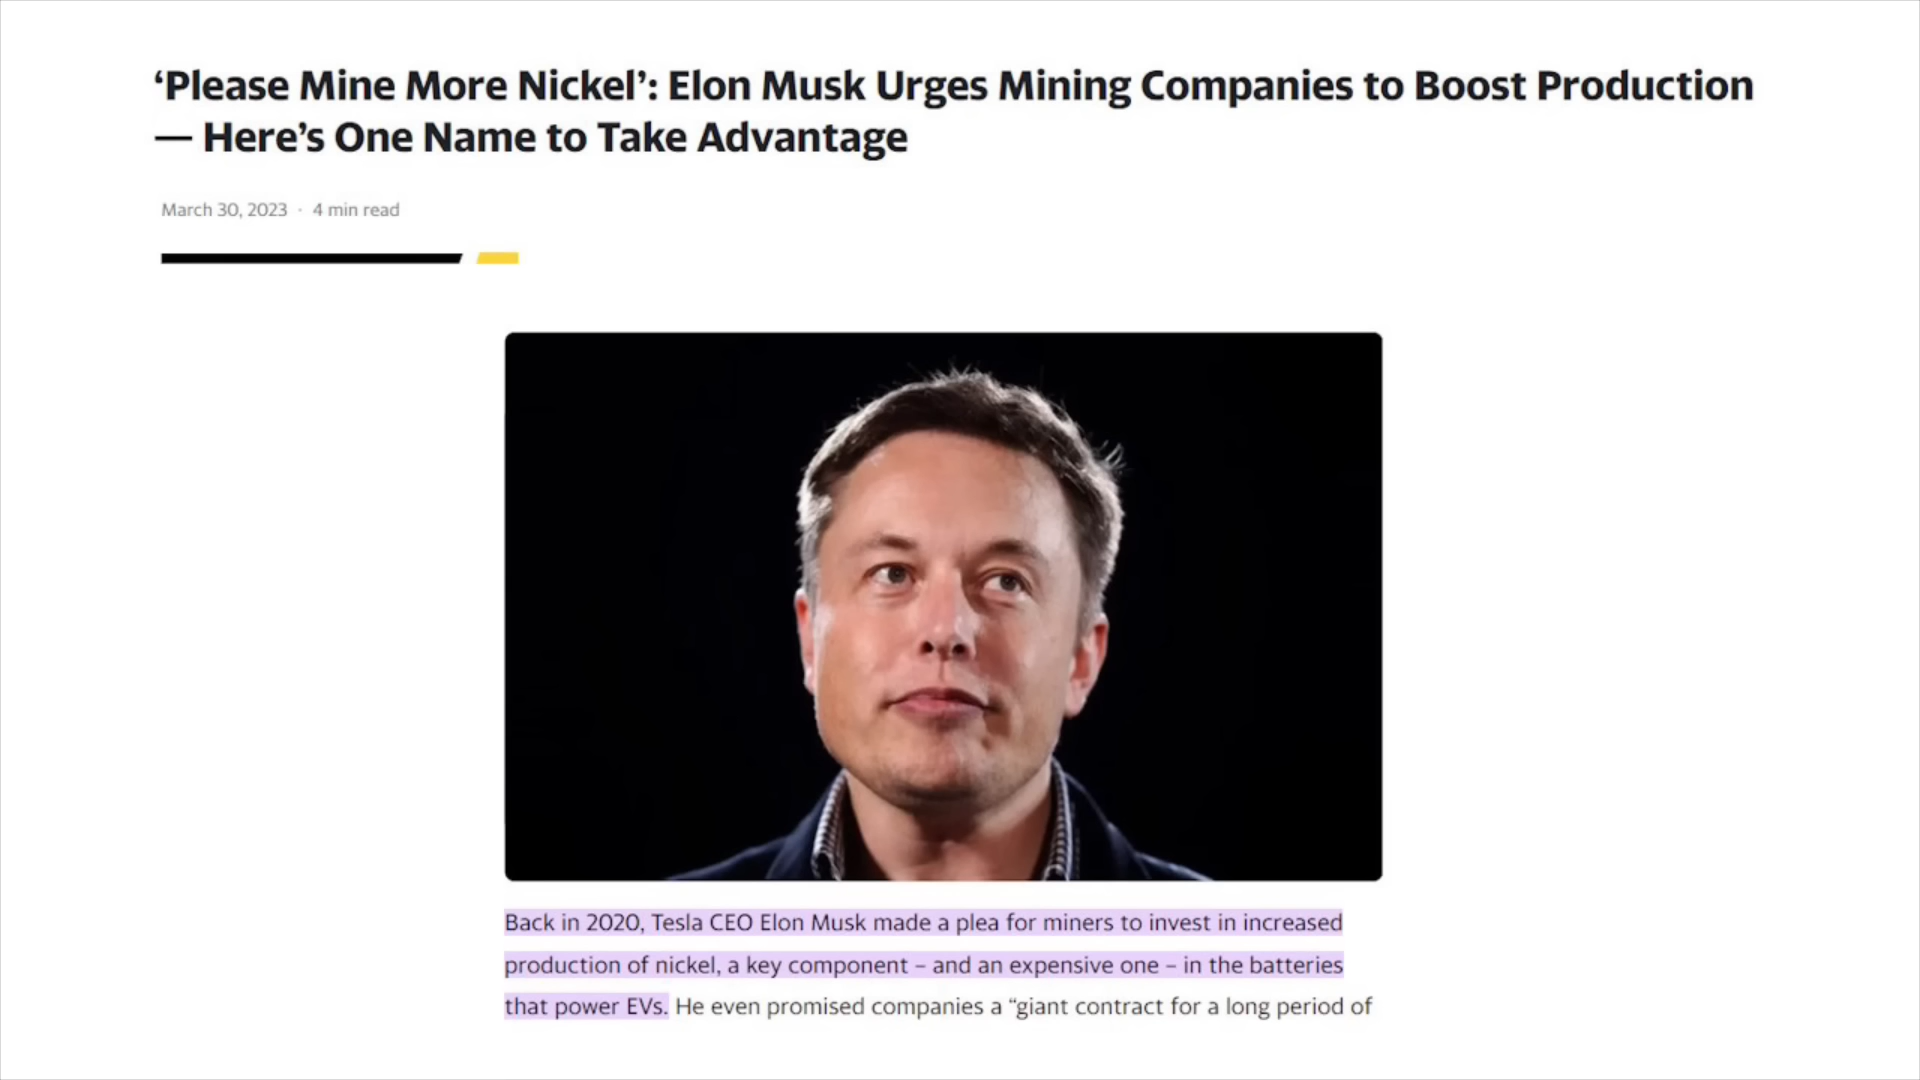 ‘Please Mine More Nickel’: Elon Musk Urges Mining Companies to Boost Production
— Here’s One Name to Take Advantage
March 30, 2023 · 4 min read
Back in 2020, Tesla CEO Elon Musk made a plea for miners to invest in increased
production of nickel, a key component – and an expensive one – in the batteries
that power EVs. He even promised companies a “giant contract for a long period of